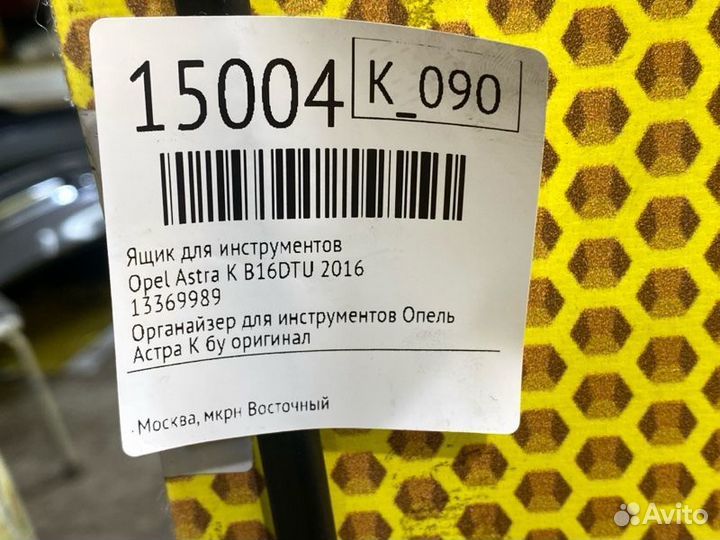 15004 K_090
Ящик для инструментов
Opel Astra K B16DTU 2016
13369989
Органайзер для инструментов Опель
Астра К бу оригинал
Москва, мкрн Восточный
Avito